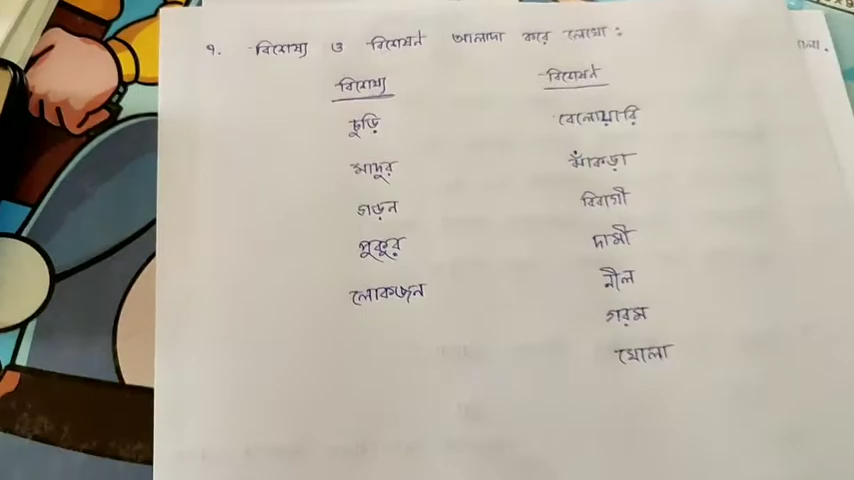 ৭. বিশেষ্য ও বিশেষণ আলাদা করে লেখো :
বিশেষ্য বিশেষণ
চুড়ি বেলোয়ারি
মাদুর ঝাঁকড়া
গড়ন বিবাগী
পুকুর দামী
লোকজন নীল
গরম
ঘোলা